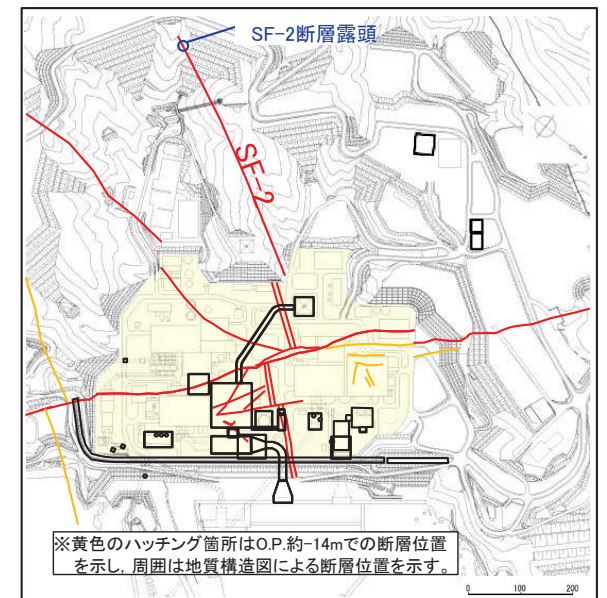 SF-2断層露頭
SF-2
※黄色のハッチング箇所はO.P.約-14mでの断層位置
を示し，周囲は地質構造図による断層位置を示す。
0 100 200